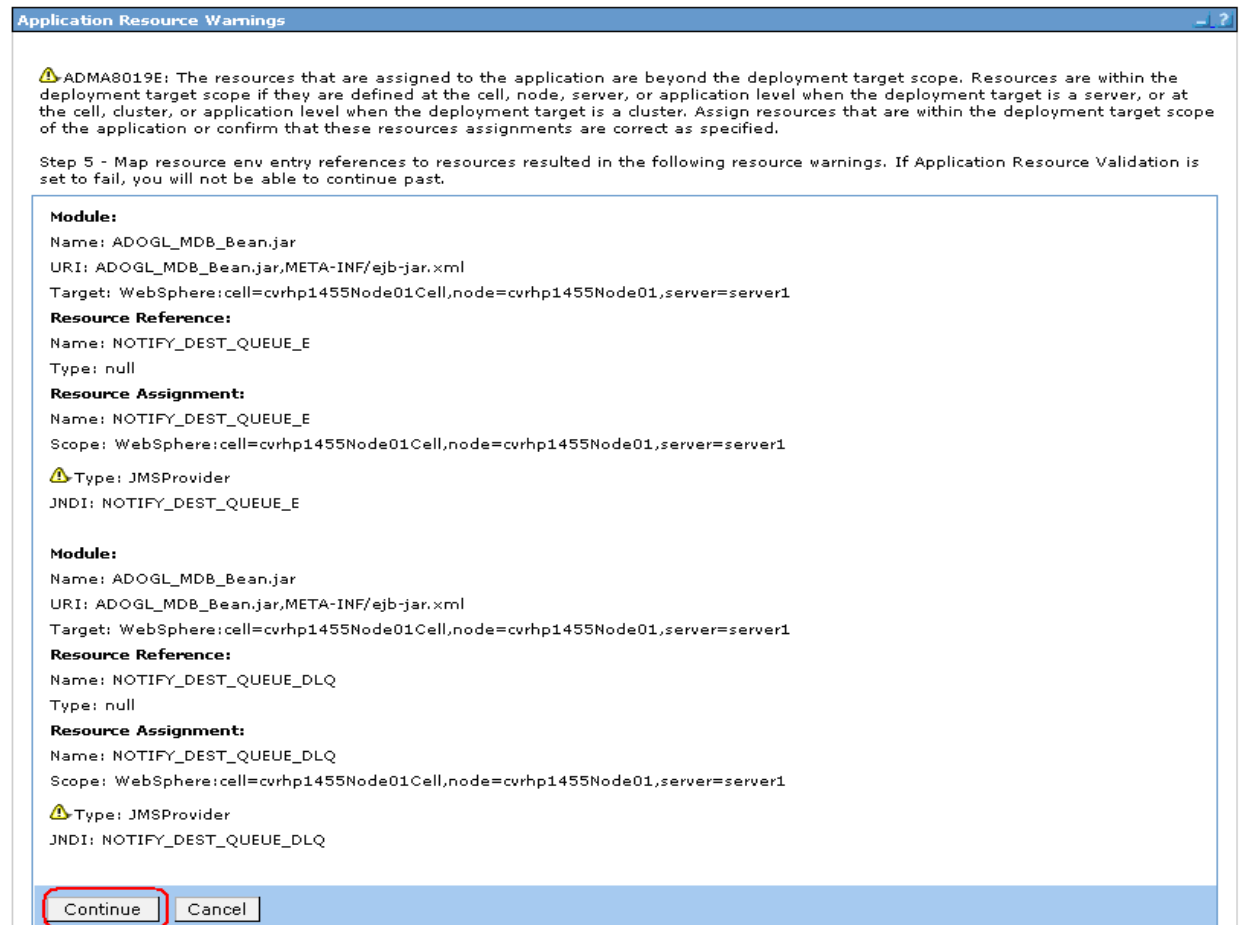 Application Resource Warnings
- ?
ADMA8019E: The resources that are assigned to the application are beyond the deployment target scope. Resources are within the
deployment target scope if they are defined at the cell, node, server, or application level when the deployment target is a server, or at
the cell, cluster, or application level when the deployment target is a cluster. Assign resources that are within the deployment target scope
of the application or confirm that these resources assignments are correct as specified.
Step 5 - Map resource env entry references to resources resulted in the following resource warnings. If Application Resource Validation is
set to fail, you will not be able to continue past.
Module:
Name: ADOGL_MDB_Bean.jar
URI: ADOGL_MDB_Bean.jar,META-INF/ejb-jar.xml
Target: WebSphere:cell=cvrhp1455Node01Cell,node=cvrhp1455Node01,server=server1
Resource Reference:
Name: NOTIFY_DEST_QUEUE_E
Type: null
Resource Assignment:
Name: NOTIFY_DEST_QUEUE_E
Scope: WebSphere:cell=cvrhp1455Node01Cell,node=cvrhp1455Node01,server=server1
Type: JMSProvider
JNDI: NOTIFY_DEST_QUEUE_E
Module:
Name: ADOGL_MDB_Bean.jar
URI: ADOGL_MDB_Bean.jar,META-INF/ejb-jar.xml
Target: WebSphere:cell=cvrhp1455Node01Cell,node=cvrhp1455Node01,server=server1
Resource Reference:
Name: NOTIFY_DEST_QUEUE_DLQ
Type: null
Resource Assignment:
Name: NOTIFY_DEST_QUEUE_DLQ
Scope: WebSphere:cell=cvrhp1455Node01Cell,node=cvrhp1455Node01,server=server1
Type: JMSProvider
JNDI: NOTIFY_DEST_QUEUE_DLQ
Continue Cancel